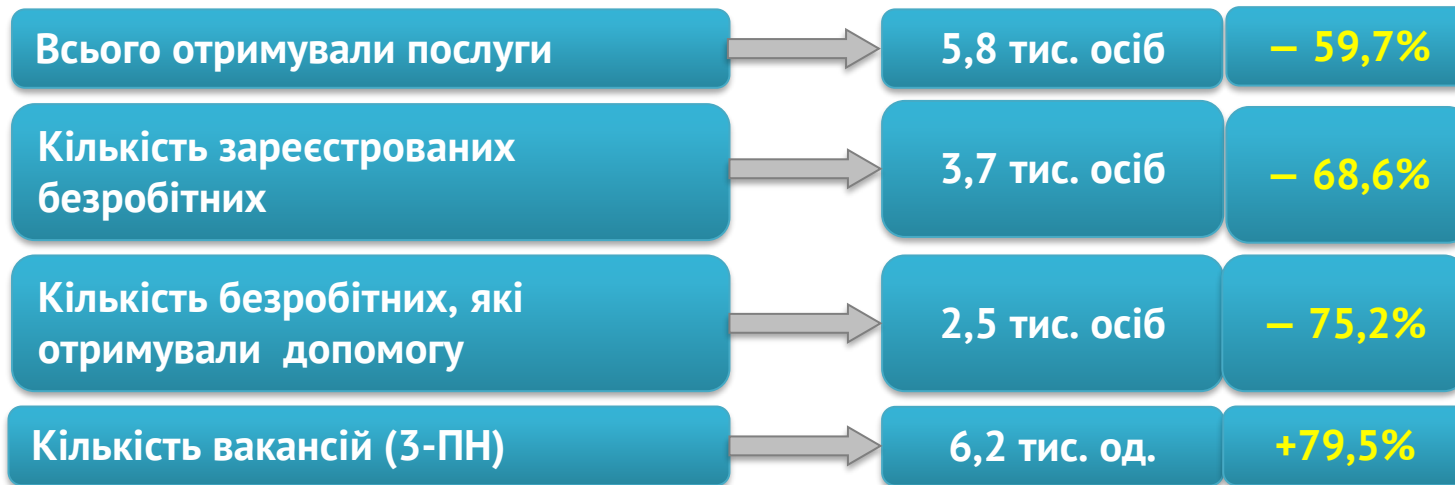 Всього отримували послуги
5,8 тис. осіб
— 59,7%
Кількість зареєстрованих
безробітних
3,7 тис. осіб
— 68,6%
Кількість безробітних, які
отримували допомогу
2,5 тис. осіб
— 75,2%
Кількість вакансій (3-ПН)
6,2 тис. од.
+79,5%